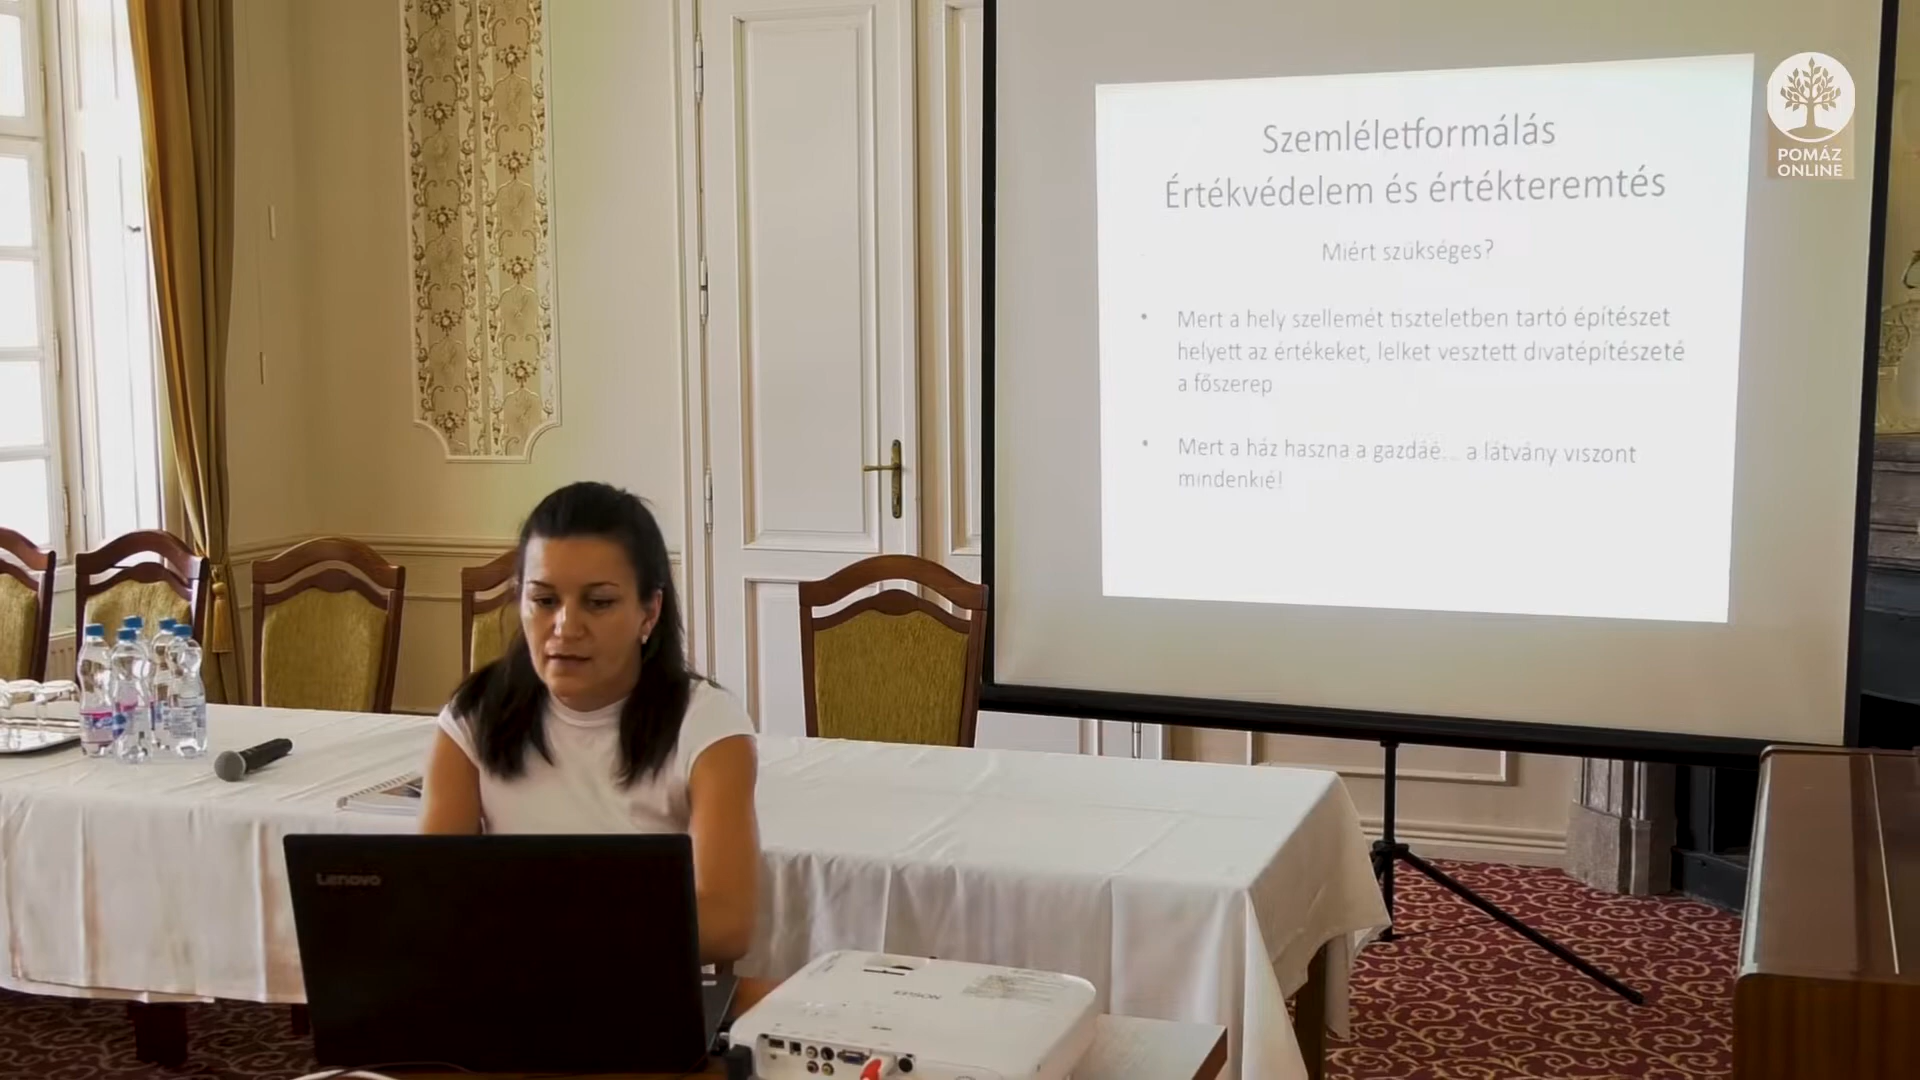 Szemléletformálás
Értékvédelem és értékteremtés
Miért szükséges?
• Mert a hely szellemét tiszteletben tartó építészet
helyett az értékeket, lelket vesztett divatépítészeté
a főszerep
• Mert a ház haszna a gazdáé... a látvány viszont
mindenkié!
POMÁZ
ONLINE
Lenovo
EPSON